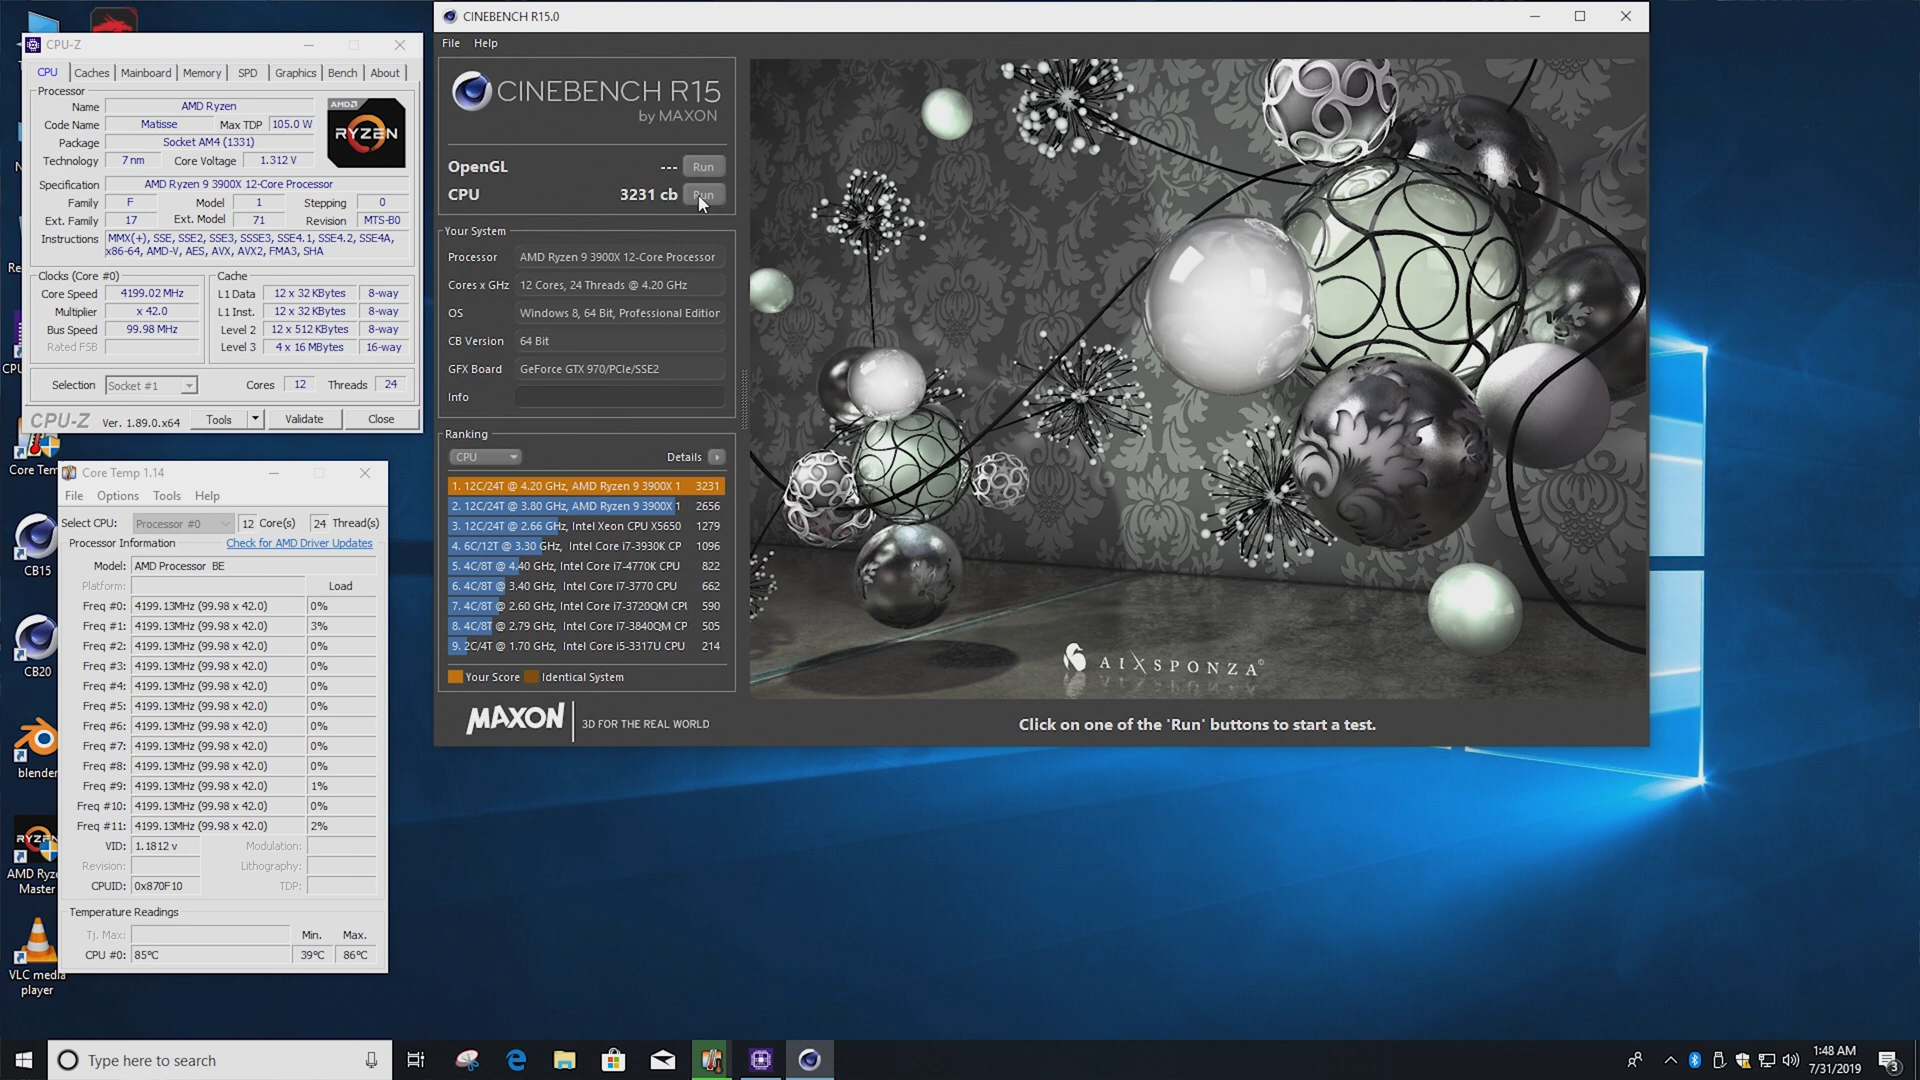 CPU-Z
CPU Caches Mainboard Memory SPD Graphics Bench About
Processor
Name AMD Ryzen
Code Name Matisse Max TDP 105.0 W
Package Socket AM4 (1331)
Technology 7 nm Core Voltage 1.312 V
AMD RYZEN
Specification AMD Ryzen 9 3900X 12-Core Processor
Family F Model 1 Stepping 0
Ext. Family 17 Ext. Model 71 Revision MTS-B0
Instructions MMX(+), SSE, SSE2, SSE3, SSSE3, SSE4.1, SSE4.2, SSE4A,
x86-64, AMD-V, AES, AVX, AVX2, FMA3, SHA
Clocks (Core #0)
Core Speed 4199.02 MHz
Multiplier x 42.0
Bus Speed 99.98 MHz
Rated FSB
Cache
L1 Data 12 x 32 KBytes 8-way
L1 Inst. 12 x 32 KBytes 8-way
Level 2 12 x 512 KBytes 8-way
Level 3 4 x 16 MBytes 16-way
Selection Socket #1 Cores 12 Threads 24
CPU-Z Ver. 1.89.0.x64 Tools Validate Close
Core Temp 1.14
File Options Tools Help
Select CPU: Processor #0 12 Core(s) 24 Thread(s)
Processor Information Check for AMD Driver Updates
Model: AMD Processor BE
Platform: Load
Freq #0: 4199.13MHz (99.98 x 42.0) 0%
Freq #1: 4199.13MHz (99.98 x 42.0) 3%
Freq #2: 4199.13MHz (99.98 x 42.0) 0%
Freq #3: 4199.13MHz (99.98 x 42.0) 0%
Freq #4: 4199.13MHz (99.98 x 42.0) 0%
Freq #5: 4199.13MHz (99.98 x 42.0) 0%
Freq #6: 4199.13MHz (99.98 x 42.0) 0%
Freq #7: 4199.13MHz (99.98 x 42.0) 0%
Freq #8: 4199.13MHz (99.98 x 42.0) 0%
Freq #9: 4199.13MHz (99.98 x 42.0) 1%
Freq #10: 4199.13MHz (99.98 x 42.0) 0%
Freq #11: 4199.13MHz (99.98 x 42.0) 2%
VID: 1.1812 v Modulation:
Revision: Lithography:
CPUID: 0x870F10 TDP:
Temperature Readings
Tj. Max: Min. Max.
CPU #0: 85°C 39°C 86°C
CINEBENCH R15.0
File Help
CINEBENCH R15
by MAXON
OpenGL --- Run
CPU 3231 cb Run
Your System
Processor AMD Ryzen 9 3900X 12-Core Processor
Cores x GHz 12 Cores, 24 Threads @ 4.20 GHz
OS Windows 8, 64 Bit, Professional Edition
CB Version 64 Bit
GFX Board GeForce GTX 970/PCIe/SSE2
Info
Ranking
CPU Details
1. 12C/24T @ 4.20 GHz, AMD Ryzen 9 3900X 1 3231
2. 12C/24T @ 3.80 GHz, AMD Ryzen 9 3900X 1 2656
3. 12C/24T @ 2.66 GHz, Intel Xeon CPU X5650 1279
4. 6C/12T @ 3.30 GHz, Intel Core i7-3930K CP 1096
5. 4C/8T @ 4.40 GHz, Intel Core i7-4770K CPU 822
6. 4C/8T @ 3.40 GHz, Intel Core i7-3770 CPU 662
7. 4C/8T @ 2.60 GHz, Intel Core i7-3720QM CPU 590
8. 4C/8T @ 2.79 GHz, Intel Core i7-3840QM CP 505
9. 2C/4T @ 1.70 GHz, Intel Core i5-3317U CPU 214
Your Score Identical System
MAXON 3D FOR THE REAL WORLD
AIXSPONZA®
Click on one of the 'Run' buttons to start a test.
Re
CPU
Core Tem
CB15
CB20
blender
RYZE
AMD Ryze
Master
VLC media
player
Type here to search
1:48 AM
7/31/2019
3